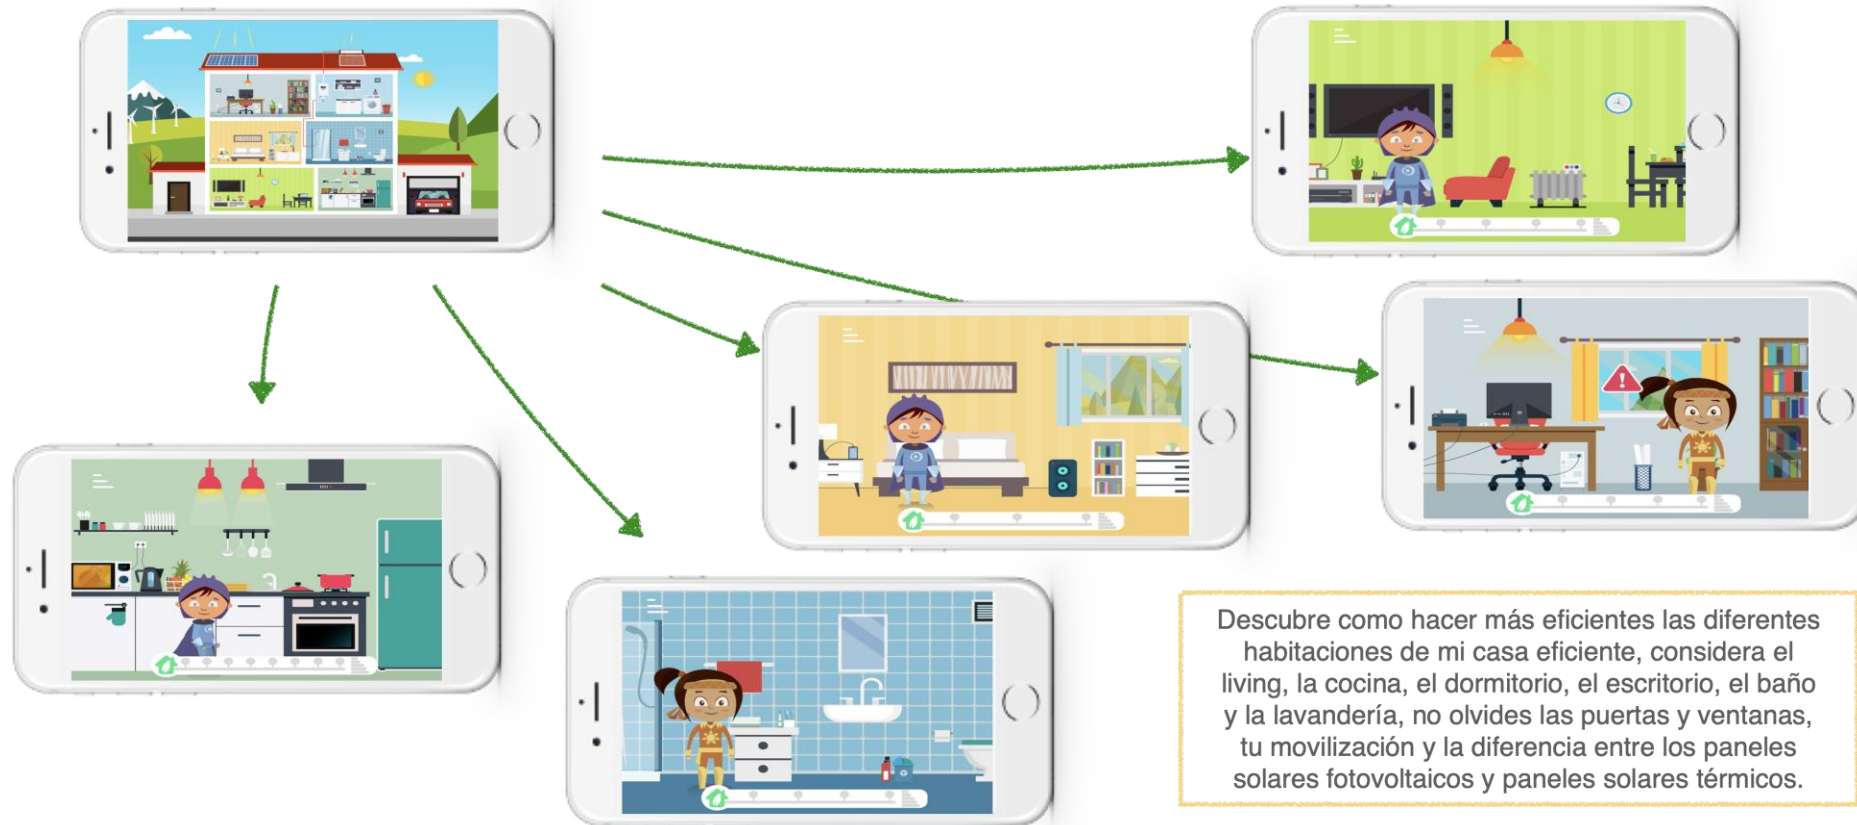 Descubre como hacer más eficientes las diferentes
habitaciones de mi casa eficiente, considera el
living, la cocina, el dormitorio, el escritorio, el baño
y la lavandería, no olvides las puertas y ventanas,
tu movilización y la diferencia entre los paneles
solares fotovoltaicos y paneles solares térmicos.